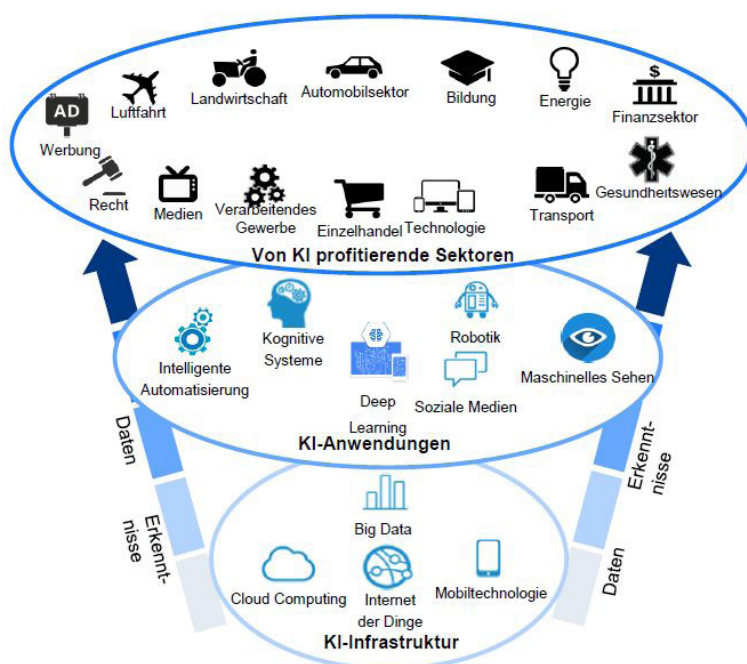 Luftfahrt
Landwirtschaft
Automobilsektor
Bildung
Energie
$
Finanzsektor
AD
Werbung
Recht
Medien
Verarbeitendes
Gewerbe
Einzelhandel
Technologie
Transport
Gesundheitswesen
Von KI profitierende Sektoren
Intelligente
Automatisierung
Kognitive
Systeme
Deep
Learning
Robotik
Soziale Medien
Maschinelles Sehen
KI-Anwendungen
Daten
Erkennt-
nisse
Erkennt-
nisse
Daten
Big Data
Cloud Computing
Internet
der Dinge
Mobiltechnologie
KI-Infrastruktur